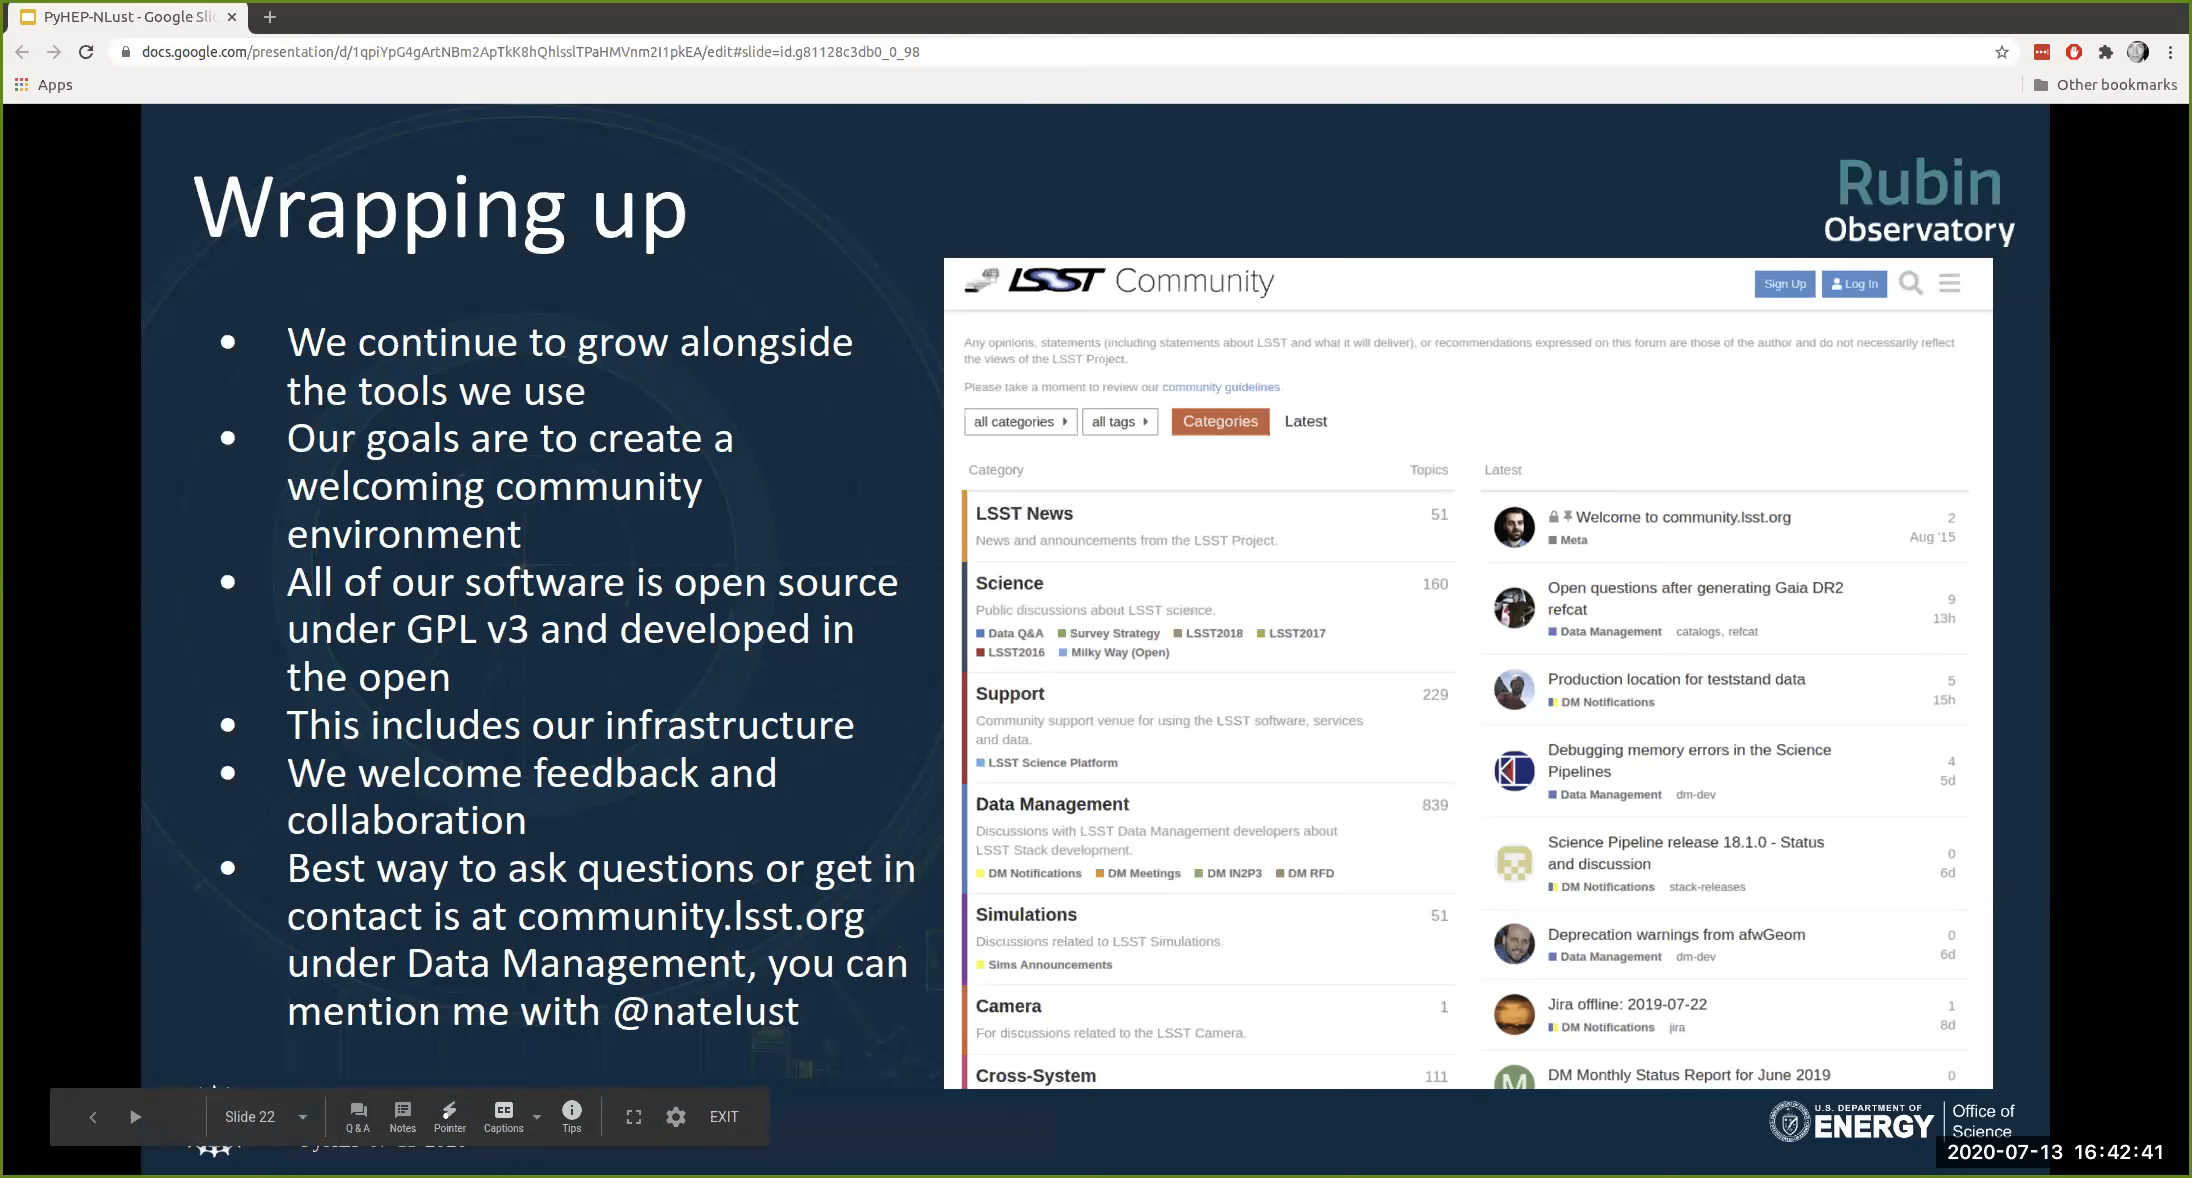 PyHEP-NLust - Google Slid
docs.google.com/presentation/d/1qpiYpG4gArtNBm2ApTkK8hQhlsslTPaHMVnm2I1pkEA/edit#slide=id.g81128c3db0_0_98
Apps
Other bookmarks
Wrapping up
Rubin
Observatory
• We continue to grow alongside
the tools we use
• Our goals are to create a
welcoming community
environment
• All of our software is open source
under GPL v3 and developed in
the open
• This includes our infrastructure
• We welcome feedback and
collaboration
• Best way to ask questions or get in
contact is at community.lsst.org
under Data Management, you can
mention me with @natelust
LSST Community
Sign Up
Log In
Any opinions, statements (including statements about LSST and what it will deliver), or recommendations expressed on this forum are those of the author and do not necessarily reflect
the views of the LSST Project.
Please take a moment to review our community guidelines.
all categories
all tags
Categories
Latest
Category Topics
LSST News 51
News and announcements from the LSST Project.
Science 160
Public discussions about LSST science.
Data Q&A Survey Strategy LSST2018 LSST2017
LSST2016 Milky Way (Open)
Support 229
Community support venue for using the LSST software, services
and data.
LSST Science Platform
Data Management 839
Discussions with LSST Data Management developers about
LSST Stack development.
DM Notifications DM Meetings DM IN2P3 DM RFD
Simulations 51
Discussions related to LSST Simulations.
Sims Announcements
Camera 1
For discussions related to the LSST Camera.
Cross-System 111
Latest
Welcome to community.lsst.org 2
Meta Aug '15
Open questions after generating Gaia DR2
refcat 9
Data Management catalogs, refcat 13h
Production location for teststand data 5
DM Notifications 15h
Debugging memory errors in the Science
Pipelines 4
Data Management dm-dev 5d
Science Pipeline release 18.1.0 - Status
and discussion 0
DM Notifications stack-releases 6d
Deprecation warnings from afwGeom 0
Data Management dm-dev 6d
Jira offline: 2019-07-22 1
DM Notifications jira 8d
M
DM Monthly Status Report for June 2019 0
Slide 22
Q & A
Notes
Pointer
CC
Captions
Tips
EXIT
U.S. DEPARTMENT OF
ENERGY
Office of
Science
2020-07-13 16:42:41